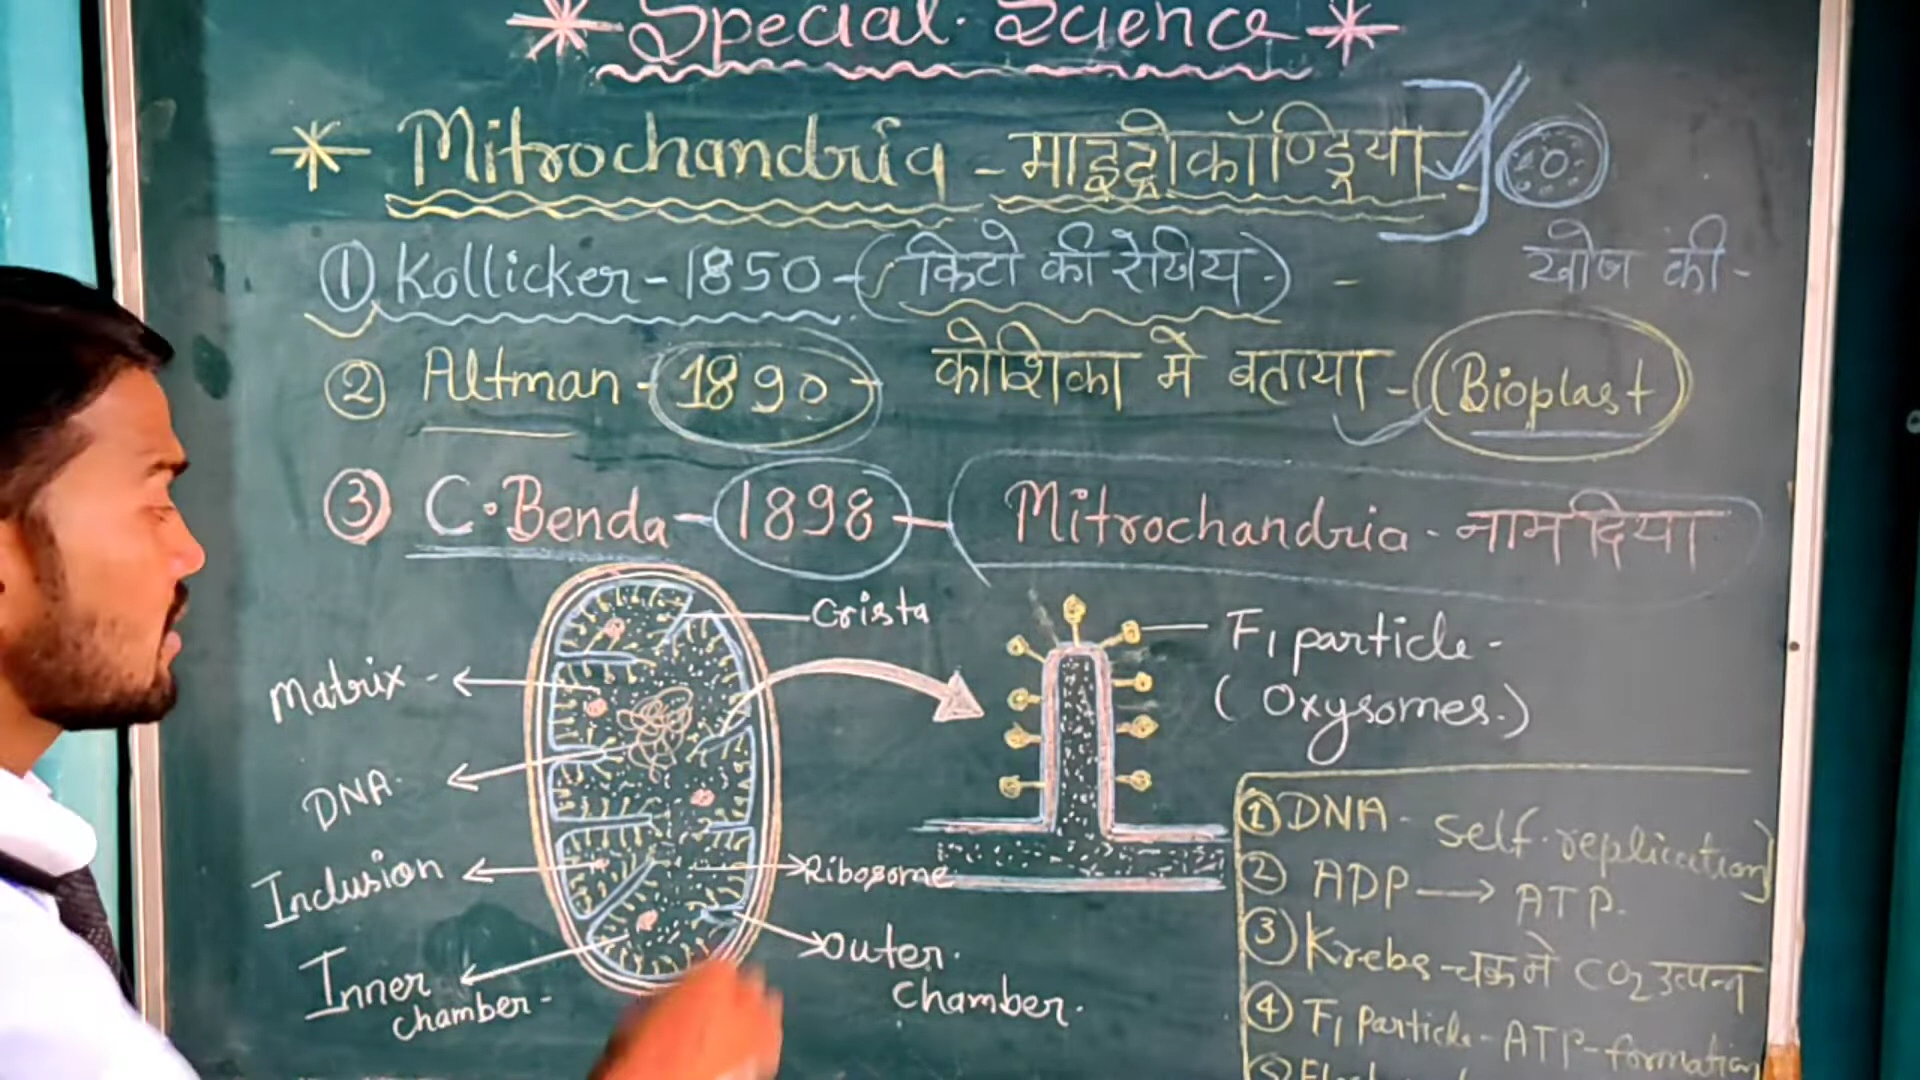 * Special. Science *
* Mitrochandria - माइट्रोकॉण्ड्रिया
① Kollicker - 1850 - (किटो की रेखिय) - खोज की -
② Altman - 1890 - कोशिका मे बताया - (Bioplast)
③ C. Benda - 1898 - Mitrochandria - नाम दिया
Crista
Matrix
DNA
Inclusion
Inner chamber -
Ribosome
Outer. Chamber.
F₁ particle -
(Oxysomes.)
① DNA - Self-replication
② ADP → ATP.
③ Krebs - चक्र मे CO₂ उत्पन्न
④ F₁ Particle - ATP-formation